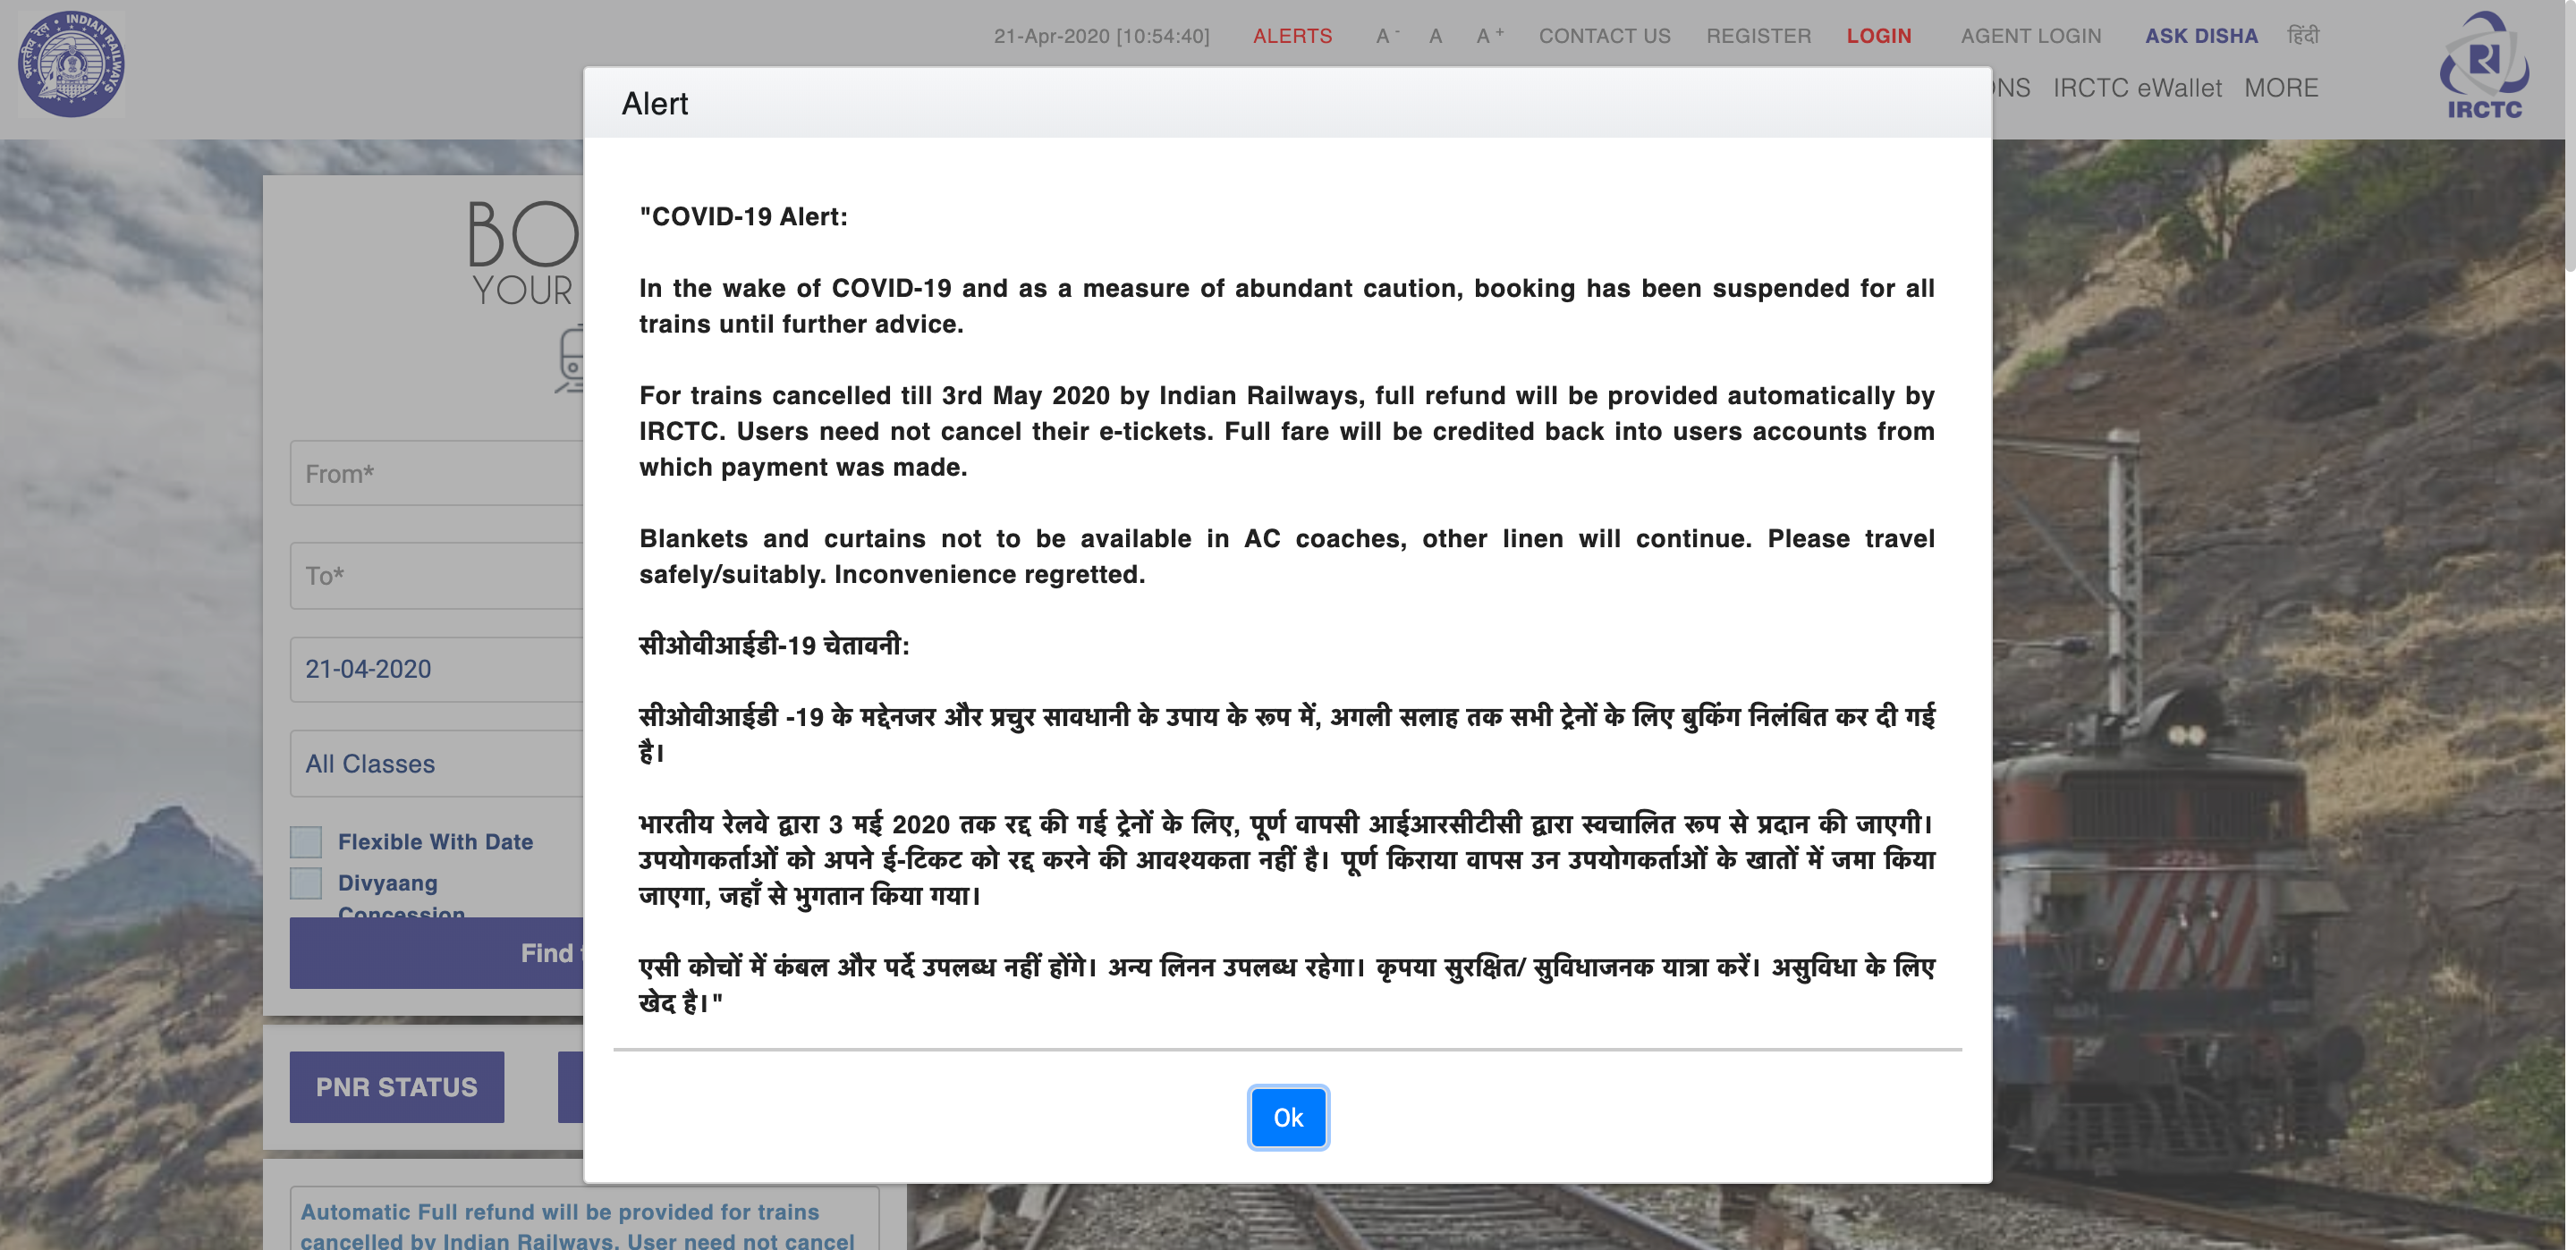 21-Apr-2020 [10:54:40] ALERTS A - A A + CONTACT US REGISTER LOGIN AGENT LOGIN ASK DISHA हिंदी
IRCTC eWallet MORE
INDIAN RAILWAYS
भारतीय रेल
IRCTC
Alert
"COVID-19 Alert:
In the wake of COVID-19 and as a measure of abundant caution, booking has been suspended for all
trains until further advice.
For trains cancelled till 3rd May 2020 by Indian Railways, full refund will be provided automatically by
IRCTC. Users need not cancel their e-tickets. Full fare will be credited back into users accounts from
which payment was made.
Blankets and curtains not to be available in AC coaches, other linen will continue. Please travel
safely/suitably. Inconvenience regretted.
सीओवीआईडी-19 चेतावनी:
सीओवीआईडी -19 के मद्देनजर और प्रचुर सावधानी के उपाय के रूप में, अगली सलाह तक सभी ट्रेनों के लिए बुकिंग निलंबित कर दी गई
है।
भारतीय रेलवे द्वारा 3 मई 2020 तक रद्द की गई ट्रेनों के लिए, पूर्ण वापसी आईआरसीटीसी द्वारा स्वचालित रूप से प्रदान की जाएगी।
उपयोगकर्ताओं को अपने ई-टिकट को रद्द करने की आवश्यकता नहीं है। पूर्ण किराया वापस उन उपयोगकर्ताओं के खातों में जमा किया
जाएगा, जहाँ से भुगतान किया गया।
एसी कोचों में कंबल और पर्दे उपलब्ध नहीं होंगे। अन्य लिनन उपलब्ध रहेगा। कृपया सुरक्षित/ सुविधाजनक यात्रा करें। असुविधा के लिए
खेद है।"
Ok
YOUR
From*
To*
21-04-2020
All Classes
Flexible With Date
Divyaang
Concession
Find
PNR STATUS
Automatic Full refund will be provided for trains
cancelled by Indian Railways. User need not cancel